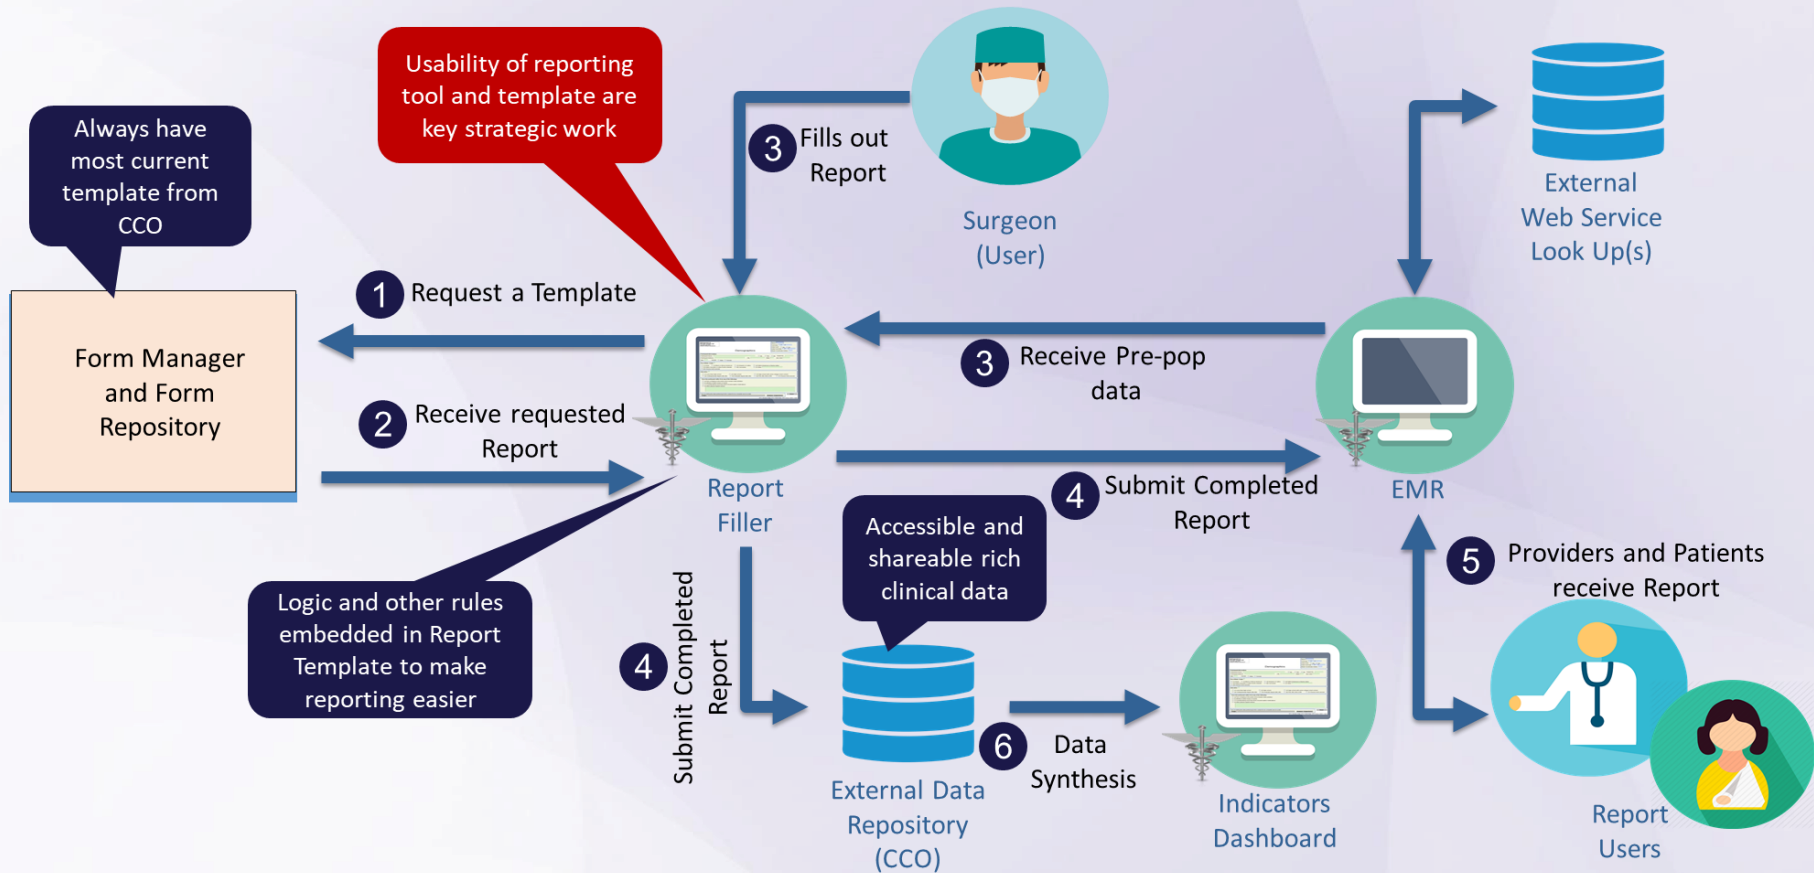 Usability of reporting
tool and template are
key strategic work
Always have
most current
template from
CCO
3
Fills out
Report
Surgeon
(User)
External
Web Service
Look Up(s)
1
Request a Template
Form Manager
and Form
Repository
2
Receive requested
Report
3
Receive Pre-pop
data
Report
Filler
4
Submit Completed
Report
EMR
Logic and other rules
embedded in Report
Template to make
reporting easier
4
Submit Completed
Report
Accessible and
shareable rich
clinical data
5
Providers and Patients
receive Report
External Data
Repository
(CCO)
6
Data
Synthesis
Indicators
Dashboard
Report
Users